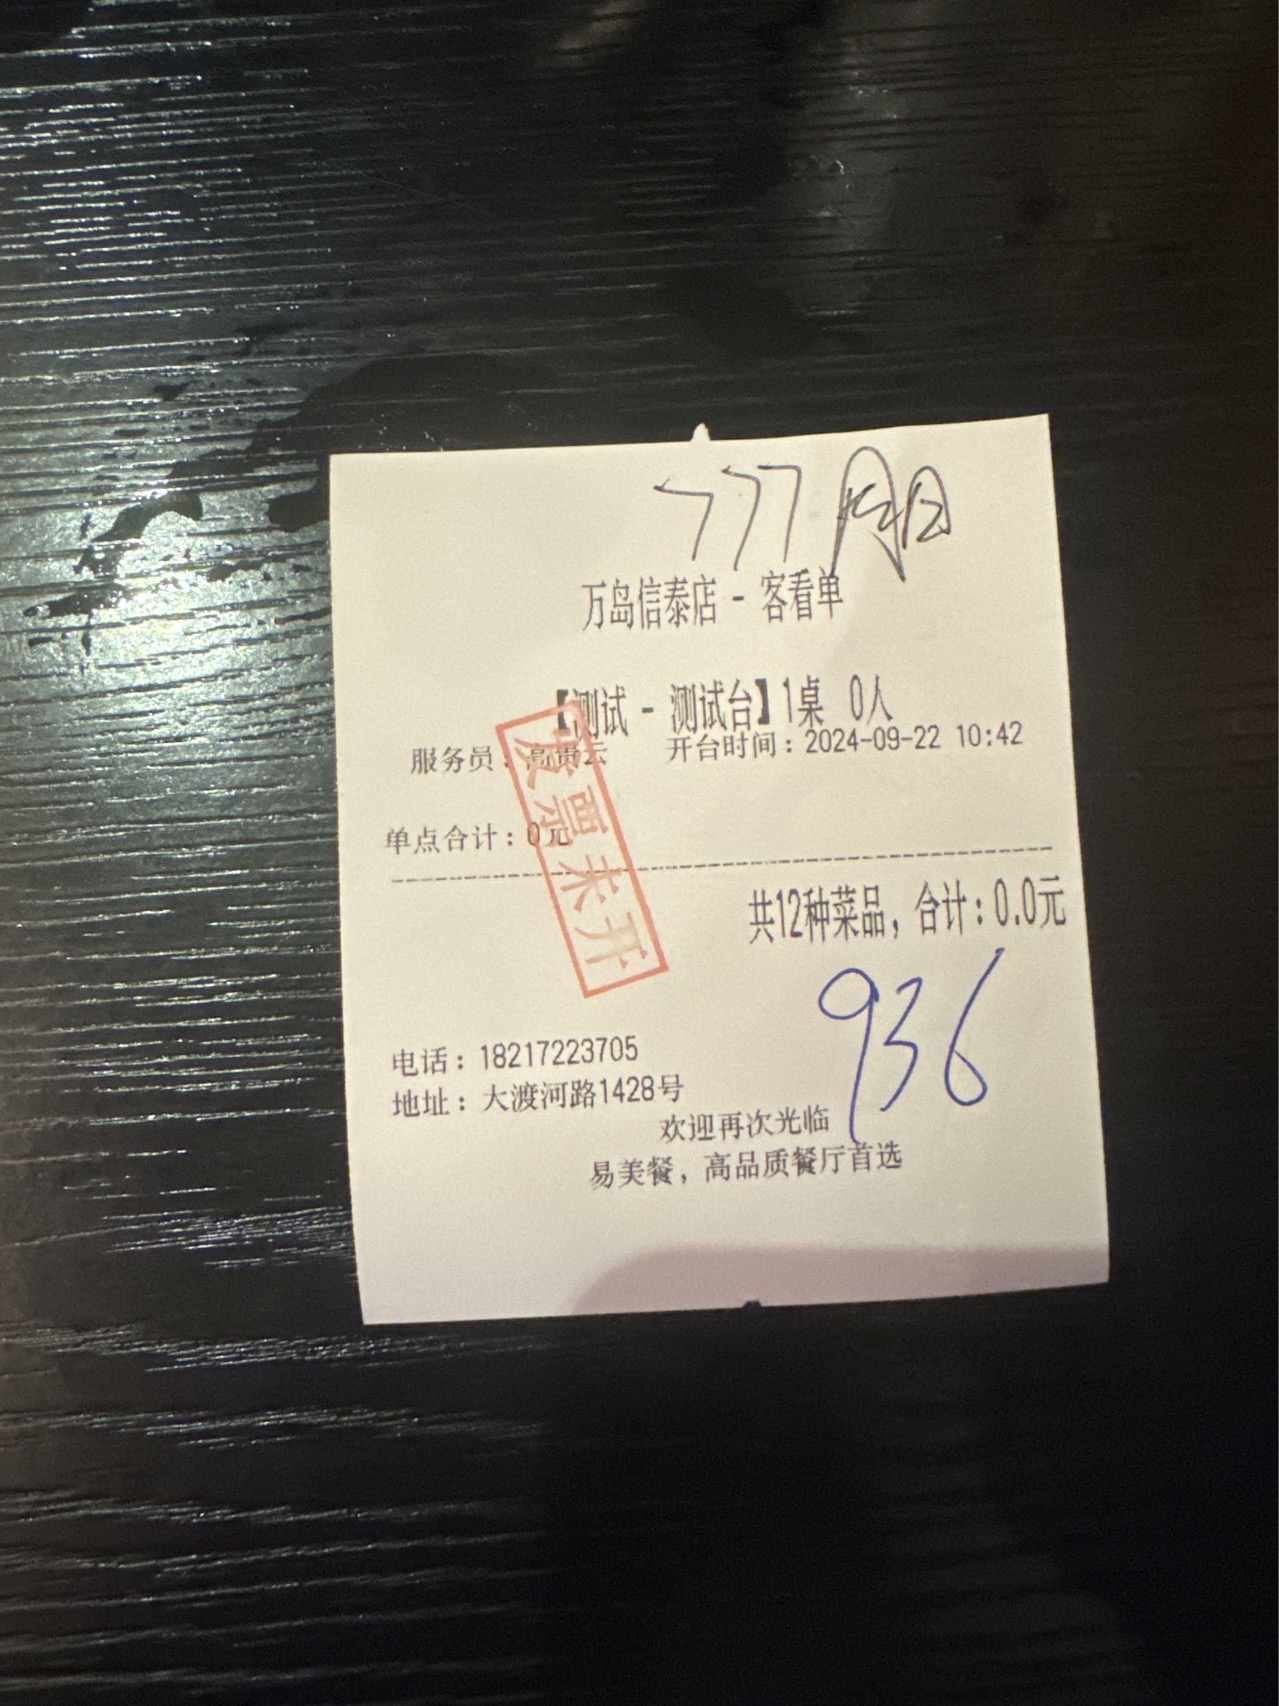 777
万岛信泰店 - 客看单
【测试 - 测试台】1桌 0人
服务员：高贵云 开台时间：2024-09-22 10:42
单点合计：0元
发票未开
共12种菜品，合计：0.0元
936
电话：18217223705
地址：大渡河路1428号
欢迎再次光临
易美餐，高品质餐厅首选